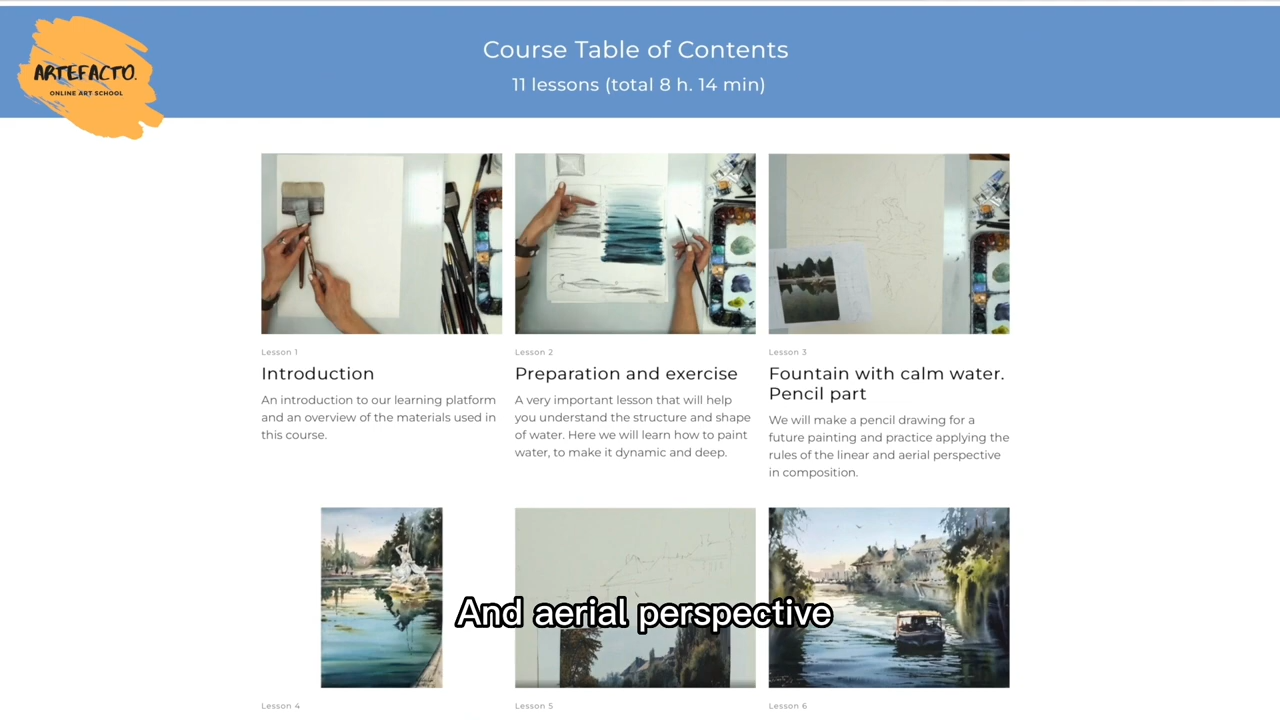 ARTEFACTO.
ONLINE ART SCHOOL
Course Table of Contents
11 lessons (total 8 h. 14 min)
Lesson 1
Introduction
An introduction to our learning platform
and an overview of the materials used in
this course.
Lesson 2
Preparation and exercise
A very important lesson that will help
you understand the structure and shape
of water. Here we will learn how to paint
water, to make it dynamic and deep.
Lesson 3
Fountain with calm water.
Pencil part
We will make a pencil drawing for a
future painting and practice applying the
rules of the linear and aerial perspective
in composition.
And aerial perspective
Lesson 4
Lesson 5
Lesson 6